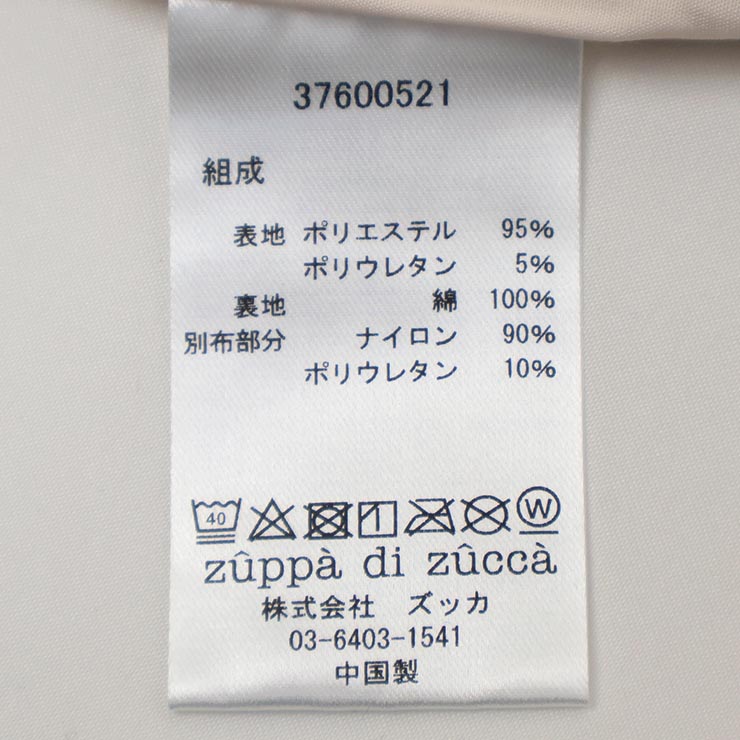 37600521
組成
表地 ポリエステル 95%
ポリウレタン 5%
裏地 綿 100%
別布部分 ナイロン 90%
ポリウレタン 10%
40 W
zûppà di zûccà
株式会社 ズッカ
03-6403-1541
中国製